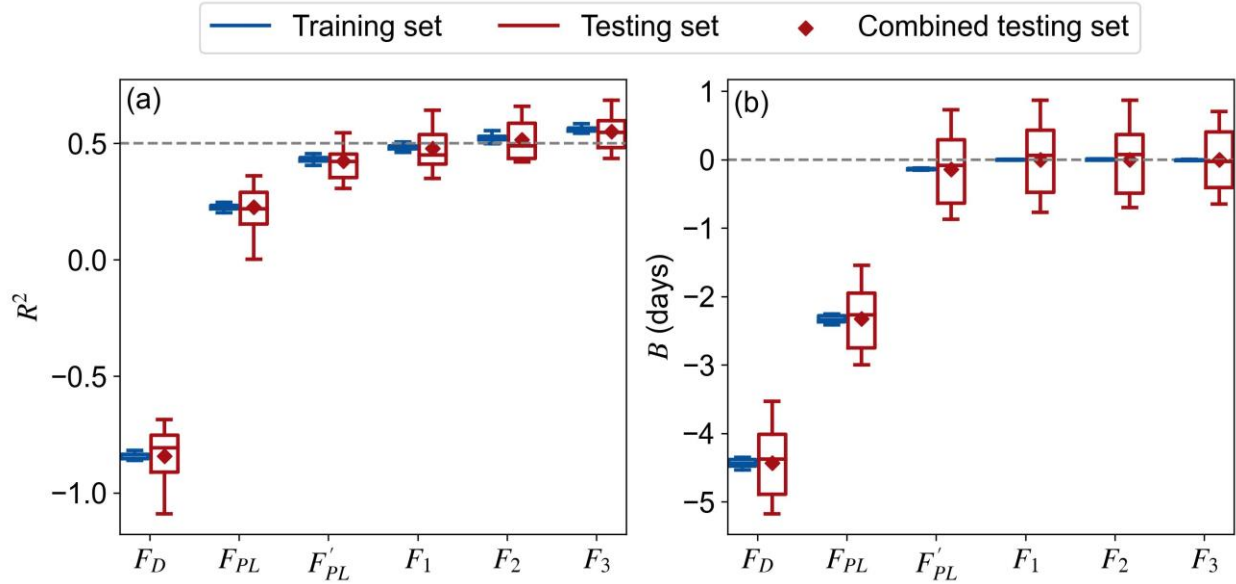 Training set Testing set Combined testing set
(a)
R²
0.5
0.0
−0.5
−1.0
F_D F_PL F'_PL F_1 F_2 F_3
(b)
B (days)
1
0
−1
−2
−3
−4
−5
F_D F_PL F'_PL F_1 F_2 F_3